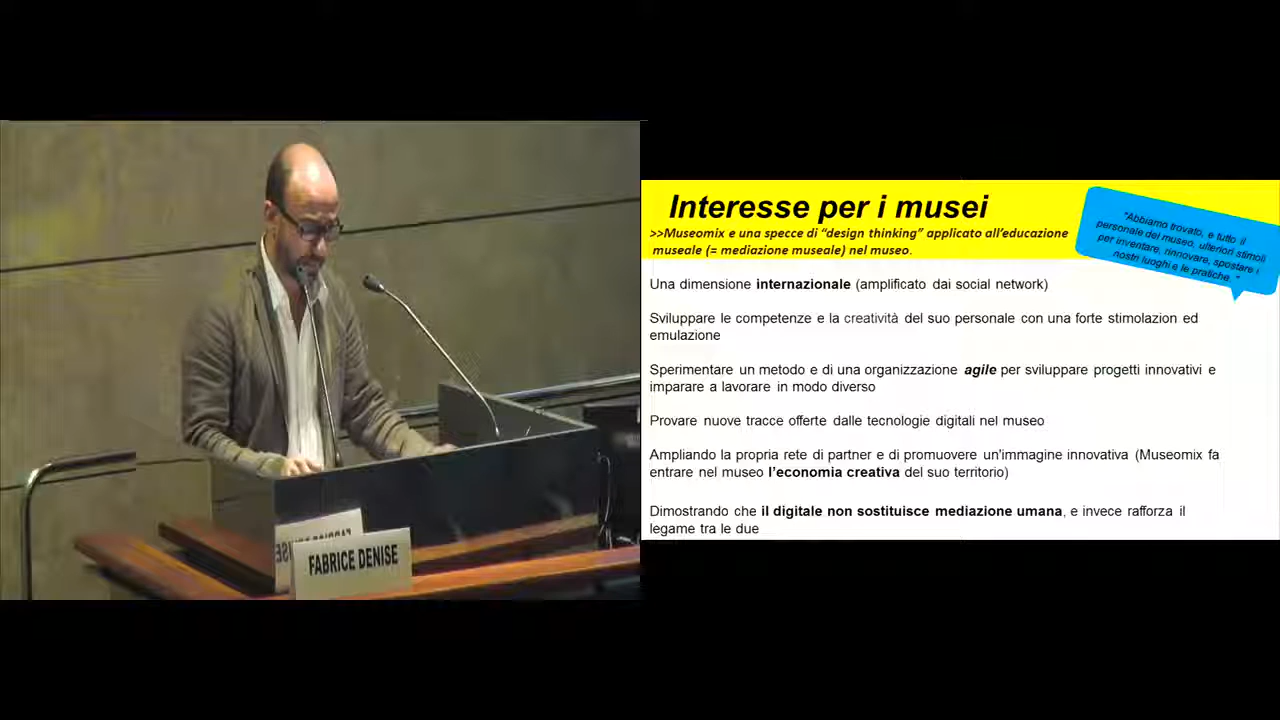 FABRICE DENISE
Interesse per i musei
>>Museomix e una specce di “design thinking” applicato all’educazione
museale (= mediazione museale) nel museo.
"Abbiamo trovato, e tutto il
personale del museo, ulteriori stimoli
per inventare, rinnovare, spostare i
nostri luoghi e le pratiche. "
Una dimensione internazionale (amplificato dai social network)
Sviluppare le competenze e la creatività del suo personale con una forte stimolazion ed
emulazione
Sperimentare un metodo e di una organizzazione agile per sviluppare progetti innovativi e
imparare a lavorare in modo diverso
Provare nuove tracce offerte dalle tecnologie digitali nel museo
Ampliando la propria rete di partner e di promuovere un'immagine innovativa (Museomix fa
entrare nel museo l’economia creativa del suo territorio)
Dimostrando che il digitale non sostituisce mediazione umana, e invece rafforza il
legame tra le due